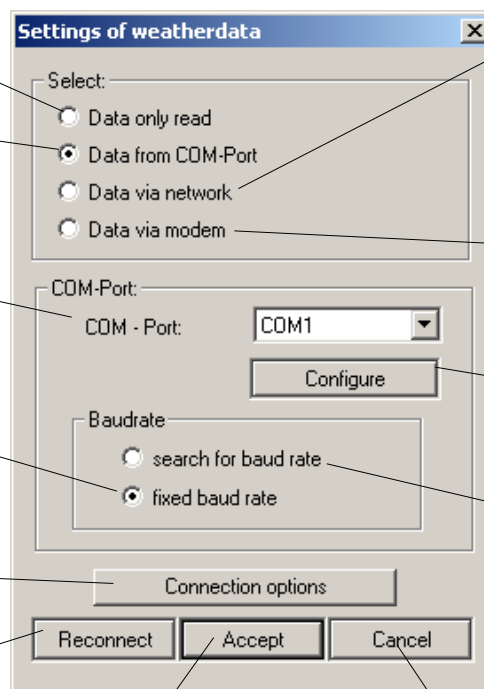 Settings of weatherdata
Select:
Data only read
Data from COM-Port
Data via network
Data via modem
COM-Port:
COM - Port: COM1
Configure
Baudrate
search for baud rate
fixed baud rate
Connection options
Reconnect Accept Cancel